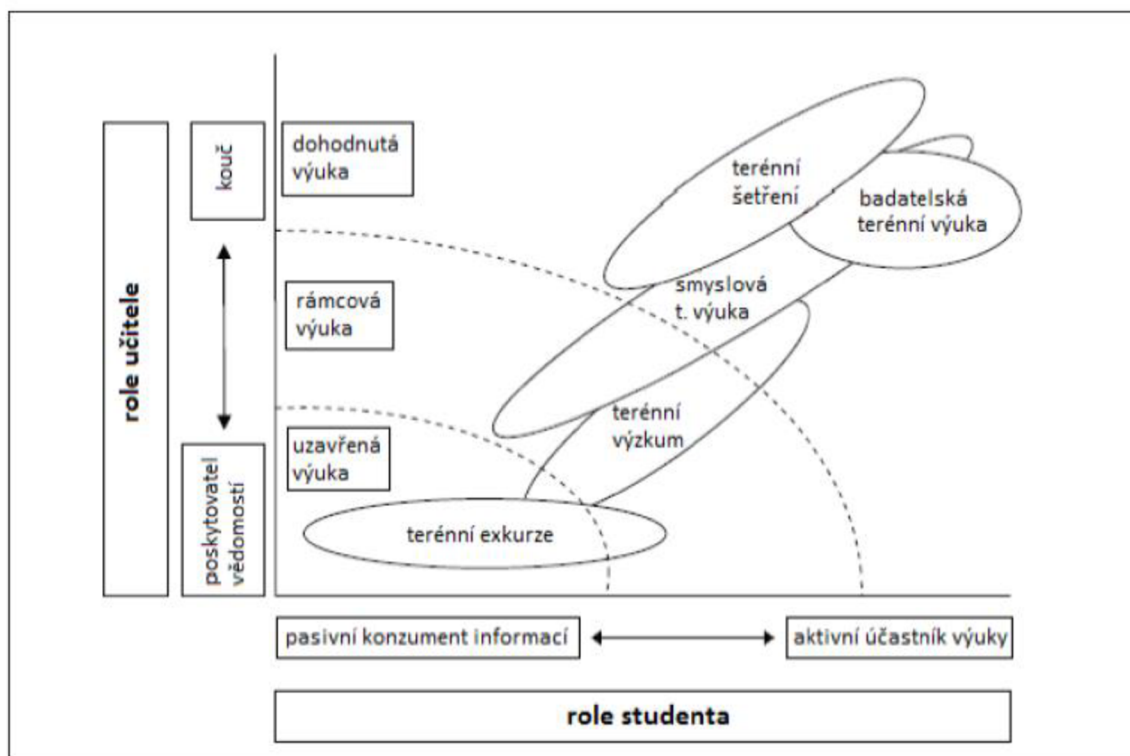 role učitele
kouč
poskytovatel
vědomostí
dohodnutá
výuka
rámcová
výuka
uzavřená
výuka
terénní
šetření
badatelská
terénní výuka
smyslová
t. výuka
terénní
výzkum
terénní exkurze
pasivní konzument informací
aktivní účastník výuky
role studenta